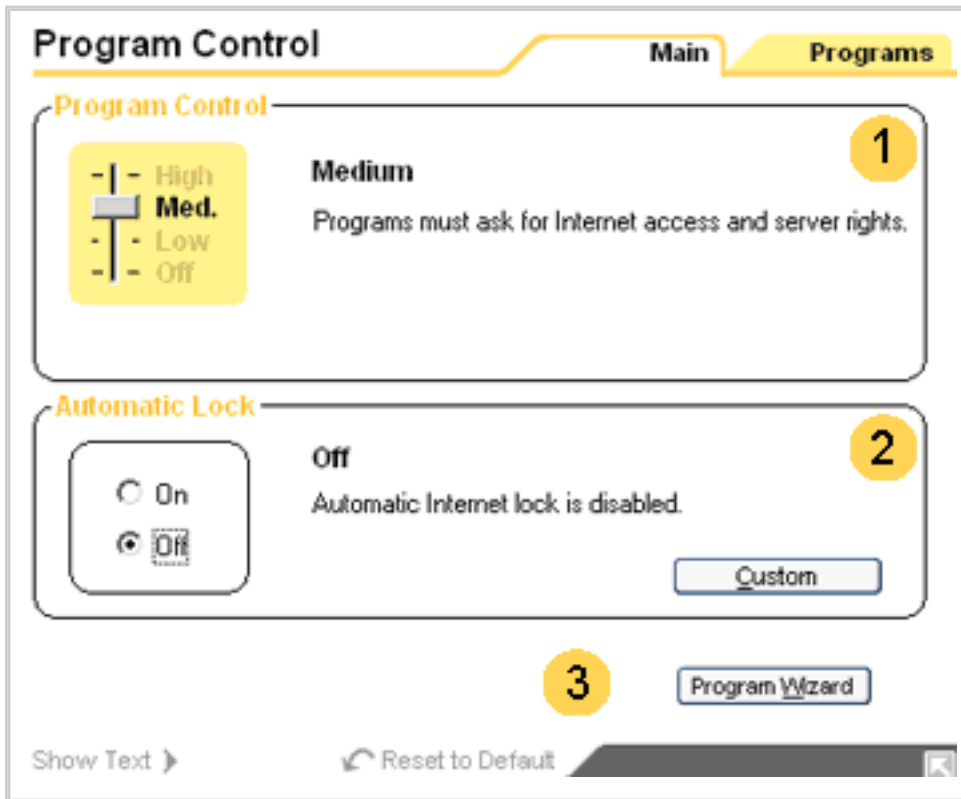 Program Control
Main
Programs
Program Control
1
High
Med.
Low
Off
Medium
Programs must ask for Internet access and server rights.
Automatic Lock
2
On
Off
Off
Automatic Internet lock is disabled.
Custom
3
Program Wizard
Show Text
Reset to Default